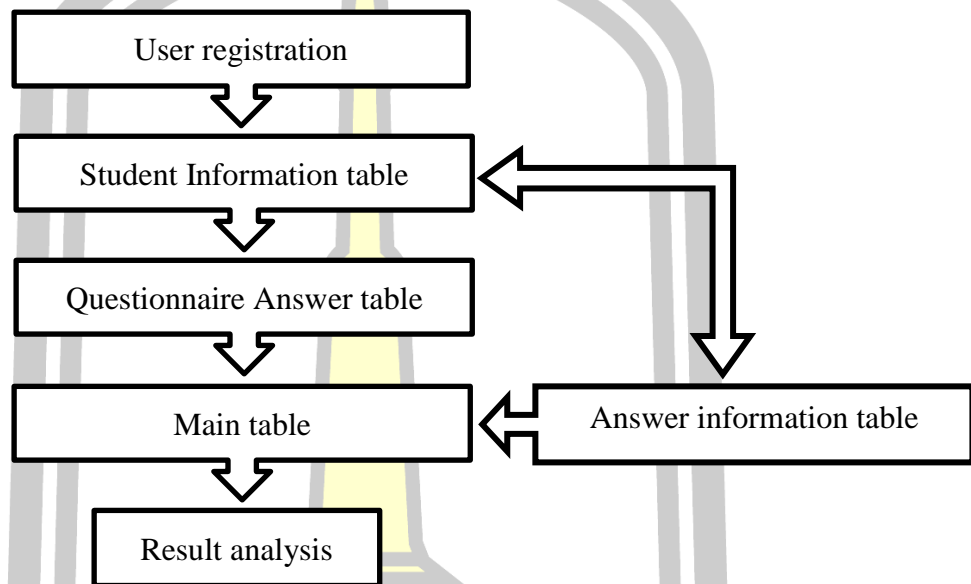 User registration
Student Information table
Questionnaire Answer table
Main table
Answer information table
Result analysis